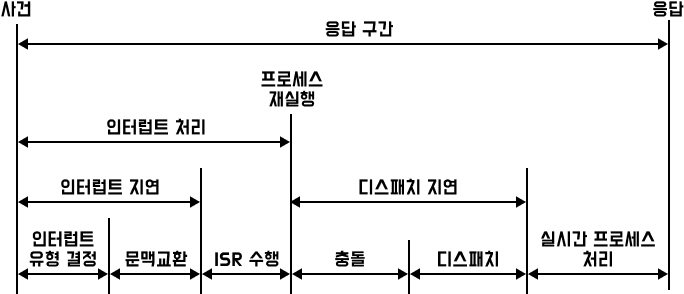 사건
응답
응답 구간
프로세스
재실행
인터럽트 처리
인터럽트 지연
디스패치 지연
인터럽트
유형 결정
문맥교환
ISR 수행
충돌
디스패치
실시간 프로세스
처리